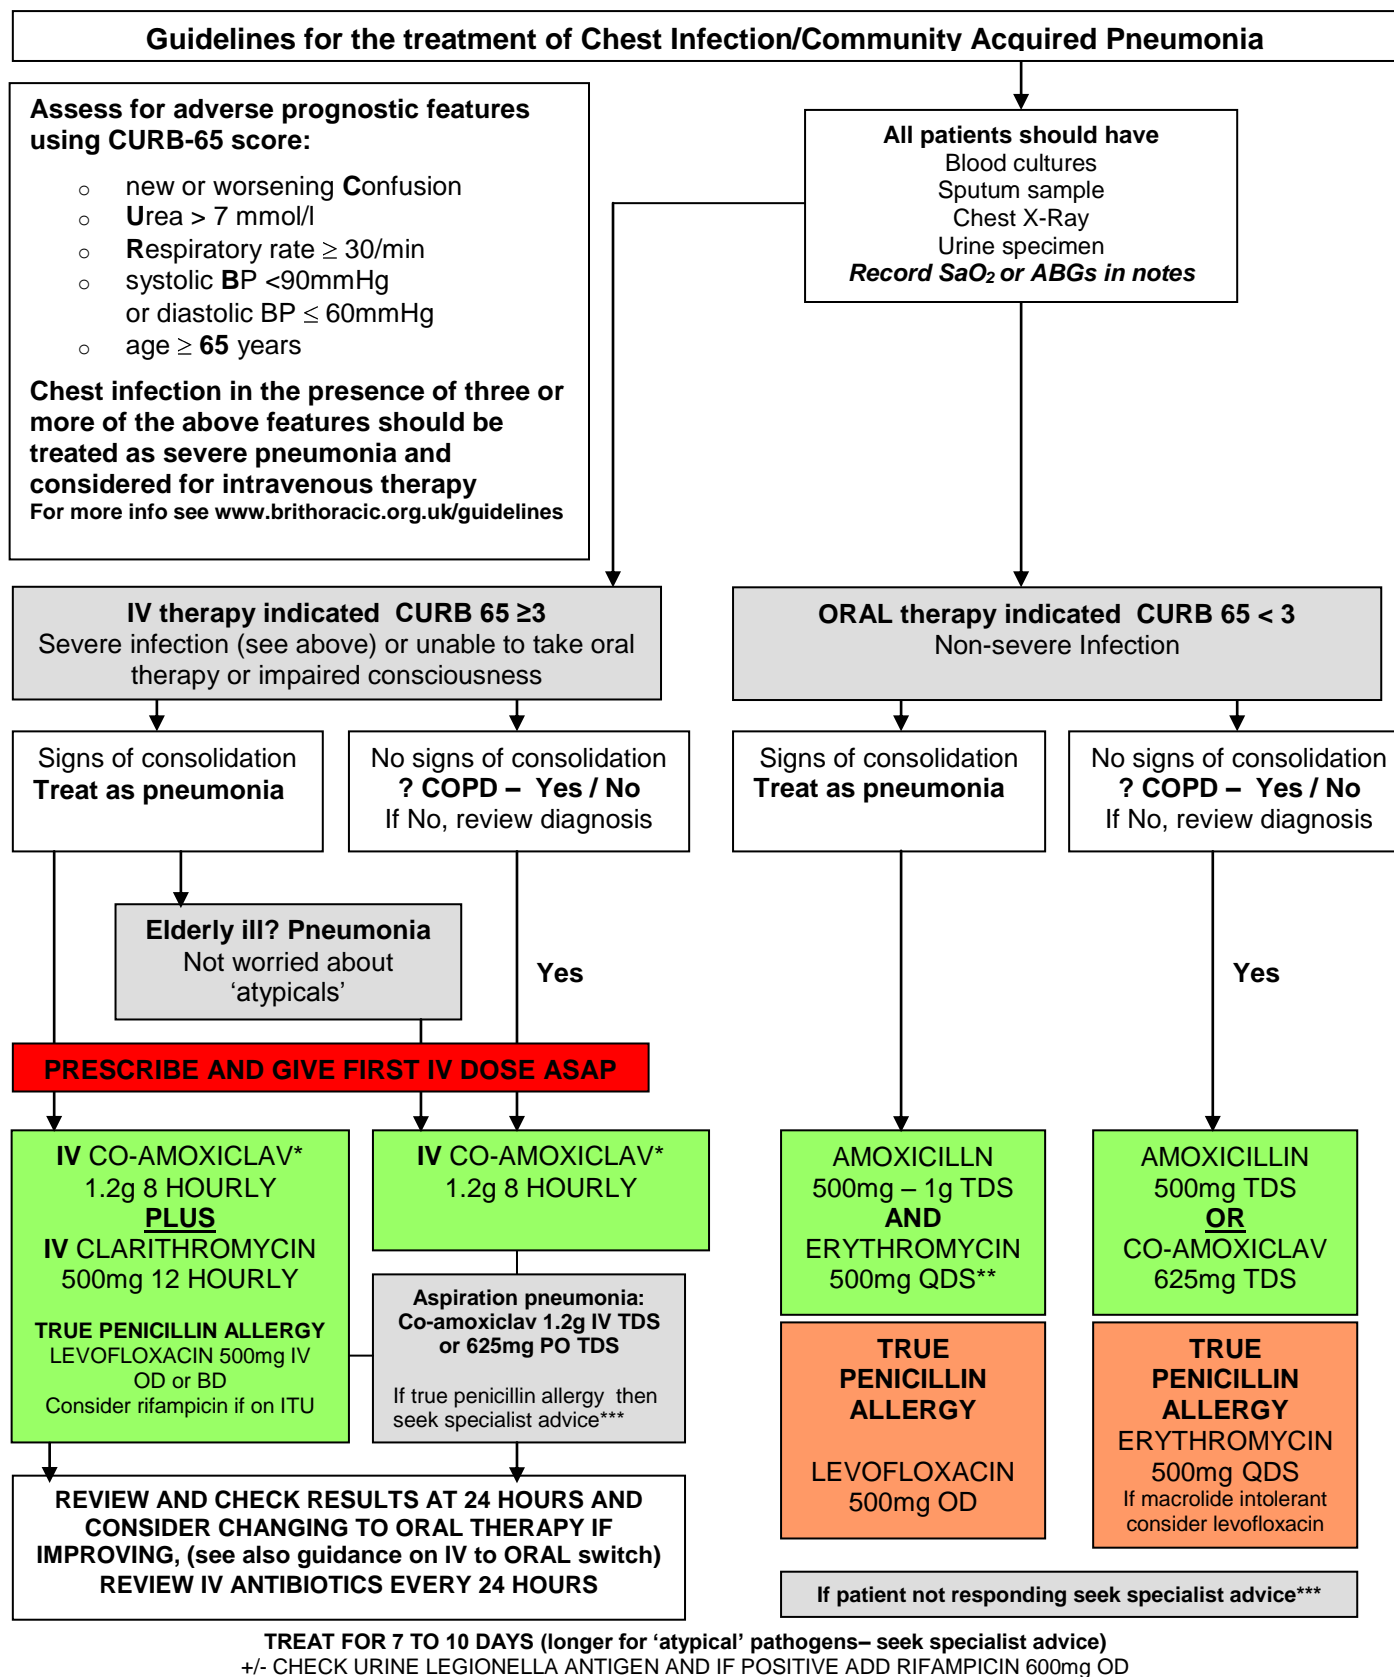 Guidelines for the treatment of Chest Infection/Community Acquired Pneumonia
Assess for adverse prognostic features
using CURB-65 score:
o new or worsening Confusion
o Urea > 7 mmol/l
o Respiratory rate ≥ 30/min
o systolic BP <90mmHg
or diastolic BP ≤ 60mmHg
o age ≥ 65 years
Chest infection in the presence of three or
more of the above features should be
treated as severe pneumonia and
considered for intravenous therapy
For more info see www.brithoracic.org.uk/guidelines
All patients should have
Blood cultures
Sputum sample
Chest X-Ray
Urine specimen
Record SaO₂ or ABGs in notes
IV therapy indicated CURB 65 ≥3
Severe infection (see above) or unable to take oral
therapy or impaired consciousness
ORAL therapy indicated CURB 65 < 3
Non-severe Infection
Signs of consolidation
Treat as pneumonia
No signs of consolidation
? COPD – Yes / No
If No, review diagnosis
Signs of consolidation
Treat as pneumonia
No signs of consolidation
? COPD – Yes / No
If No, review diagnosis
Elderly ill? Pneumonia
Not worried about
‘atypicals’
Yes
Yes
PRESCRIBE AND GIVE FIRST IV DOSE ASAP
IV CO-AMOXICLAV*
1.2g 8 HOURLY
PLUS
IV CLARITHROMYCIN
500mg 12 HOURLY
TRUE PENICILLIN ALLERGY
LEVOFLOXACIN 500mg IV
OD or BD
Consider rifampicin if on ITU
IV CO-AMOXICLAV*
1.2g 8 HOURLY
Aspiration pneumonia:
Co-amoxiclav 1.2g IV TDS
or 625mg PO TDS
If true penicillin allergy then
seek specialist advice***
AMOXICILLN
500mg – 1g TDS
AND
ERYTHROMYCIN
500mg QDS**
TRUE
PENICILLIN
ALLERGY
LEVOFLOXACIN
500mg OD
AMOXICILLIN
500mg TDS
OR
CO-AMOXICLAV
625mg TDS
TRUE
PENICILLIN
ALLERGY
ERYTHROMYCIN
500mg QDS
If macrolide intolerant
consider levofloxacin
REVIEW AND CHECK RESULTS AT 24 HOURS AND
CONSIDER CHANGING TO ORAL THERAPY IF
IMPROVING, (see also guidance on IV to ORAL switch)
REVIEW IV ANTIBIOTICS EVERY 24 HOURS
If patient not responding seek specialist advice***
TREAT FOR 7 TO 10 DAYS (longer for ‘atypical’ pathogens– seek specialist advice)
+/- CHECK URINE LEGIONELLA ANTIGEN AND IF POSITIVE ADD RIFAMPICIN 600mg OD